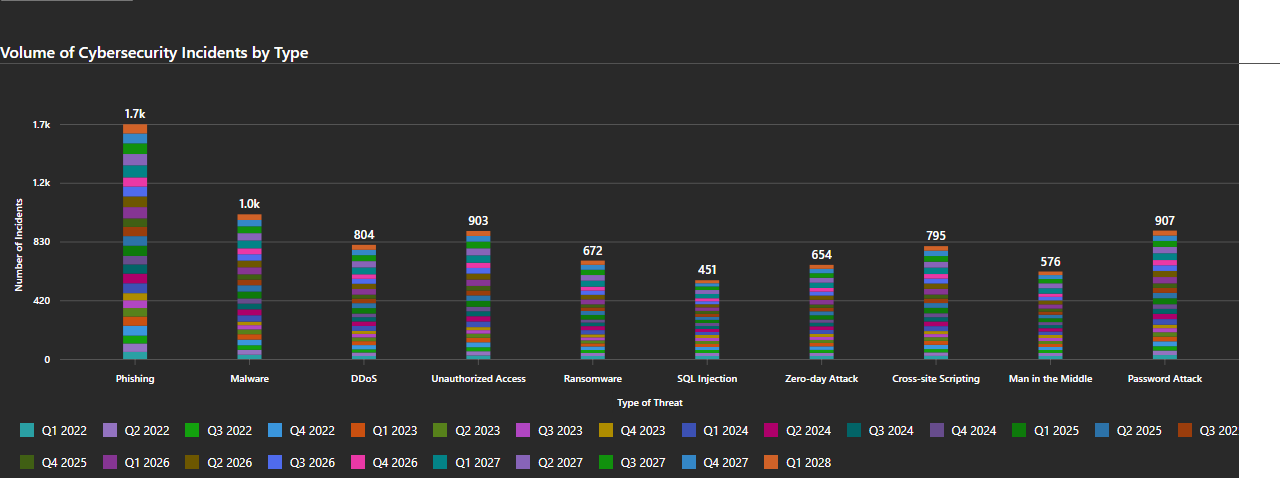 Volume of Cybersecurity Incidents by Type
1.7k
1.0k
804
903
672
451
654
795
576
907
1.7k
1.2k
830
420
0
Number of Incidents
Phishing
Malware
DDoS
Unauthorized Access
Ransomware
SQL Injection
Zero-day Attack
Cross-site Scripting
Man in the Middle
Password Attack
Type of Threat
Q1 2022 Q2 2022 Q3 2022 Q4 2022 Q1 2023 Q2 2023 Q3 2023 Q4 2023 Q1 2024 Q2 2024 Q3 2024 Q4 2024 Q1 2025 Q2 2025 Q3 202
Q4 2025 Q1 2026 Q2 2026 Q3 2026 Q4 2026 Q1 2027 Q2 2027 Q3 2027 Q4 2027 Q1 2028